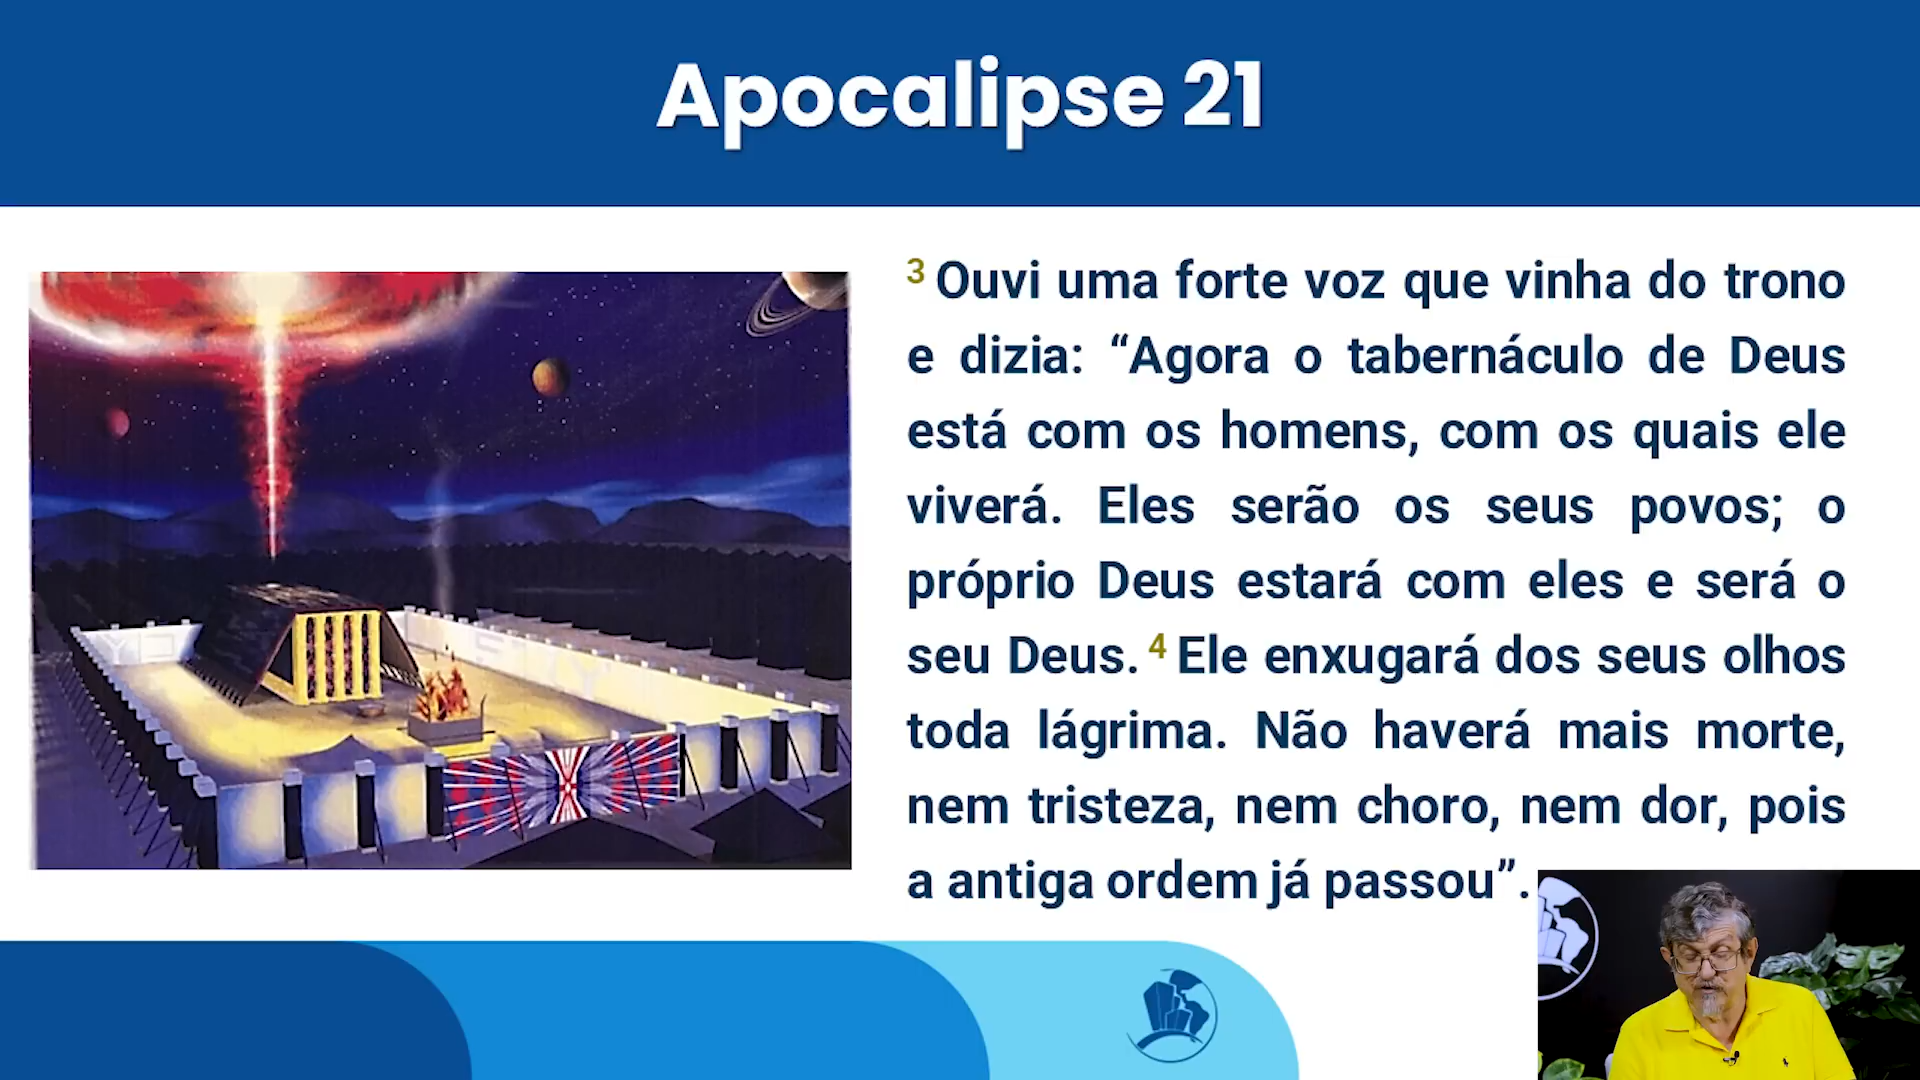 Apocalipse 21
3 Ouvi uma forte voz que vinha do trono
e dizia: “Agora o tabernáculo de Deus
está com os homens, com os quais ele
viverá. Eles serão os seus povos; o
próprio Deus estará com eles e será o
seu Deus. 4 Ele enxugará dos seus olhos
toda lágrima. Não haverá mais morte,
nem tristeza, nem choro, nem dor, pois
a antiga ordem já passou”.